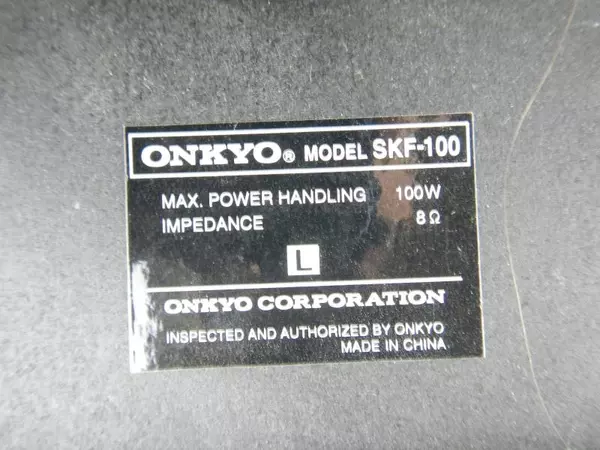 ONKYO® MODEL SKF-100
MAX. POWER HANDLING 100W
IMPEDANCE 8Ω
L
ONKYO CORPORATION
INSPECTED AND AUTHORIZED BY ONKYO
MADE IN CHINA